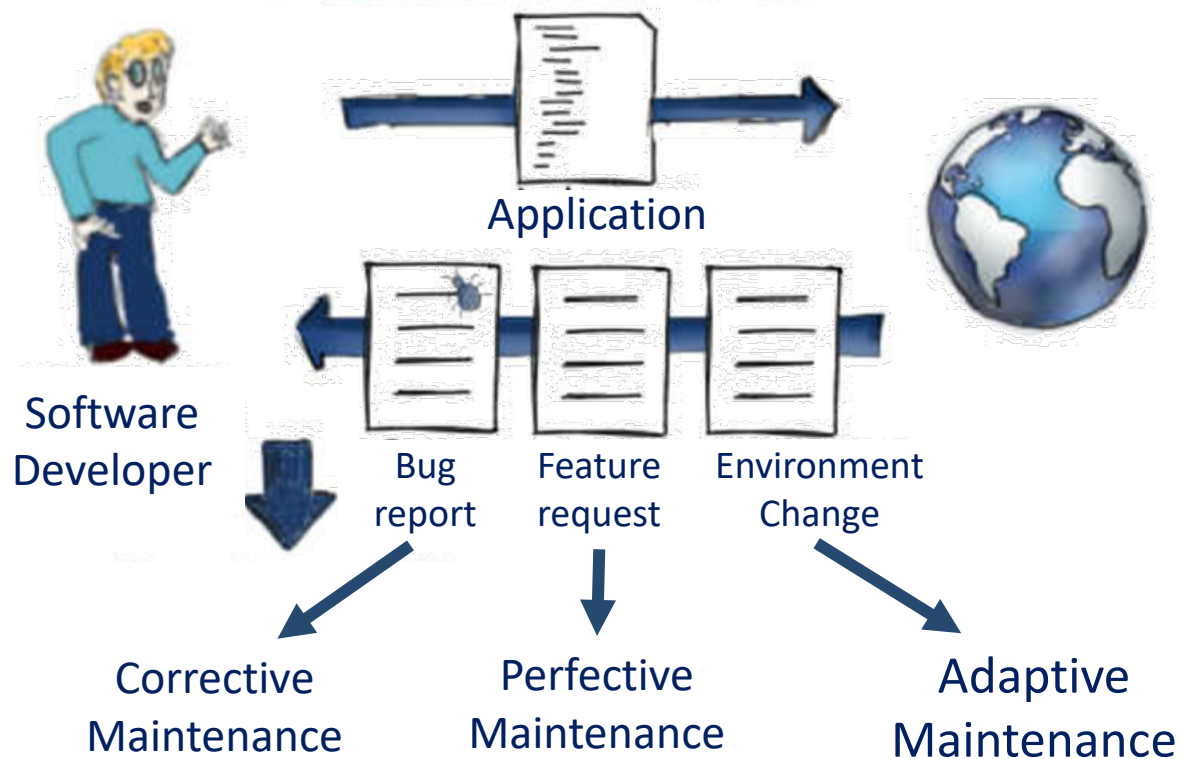 Application
Software
Developer
Bug
report
Feature
request
Environment
Change
Corrective
Maintenance
Perfective
Maintenance
Adaptive
Maintenance